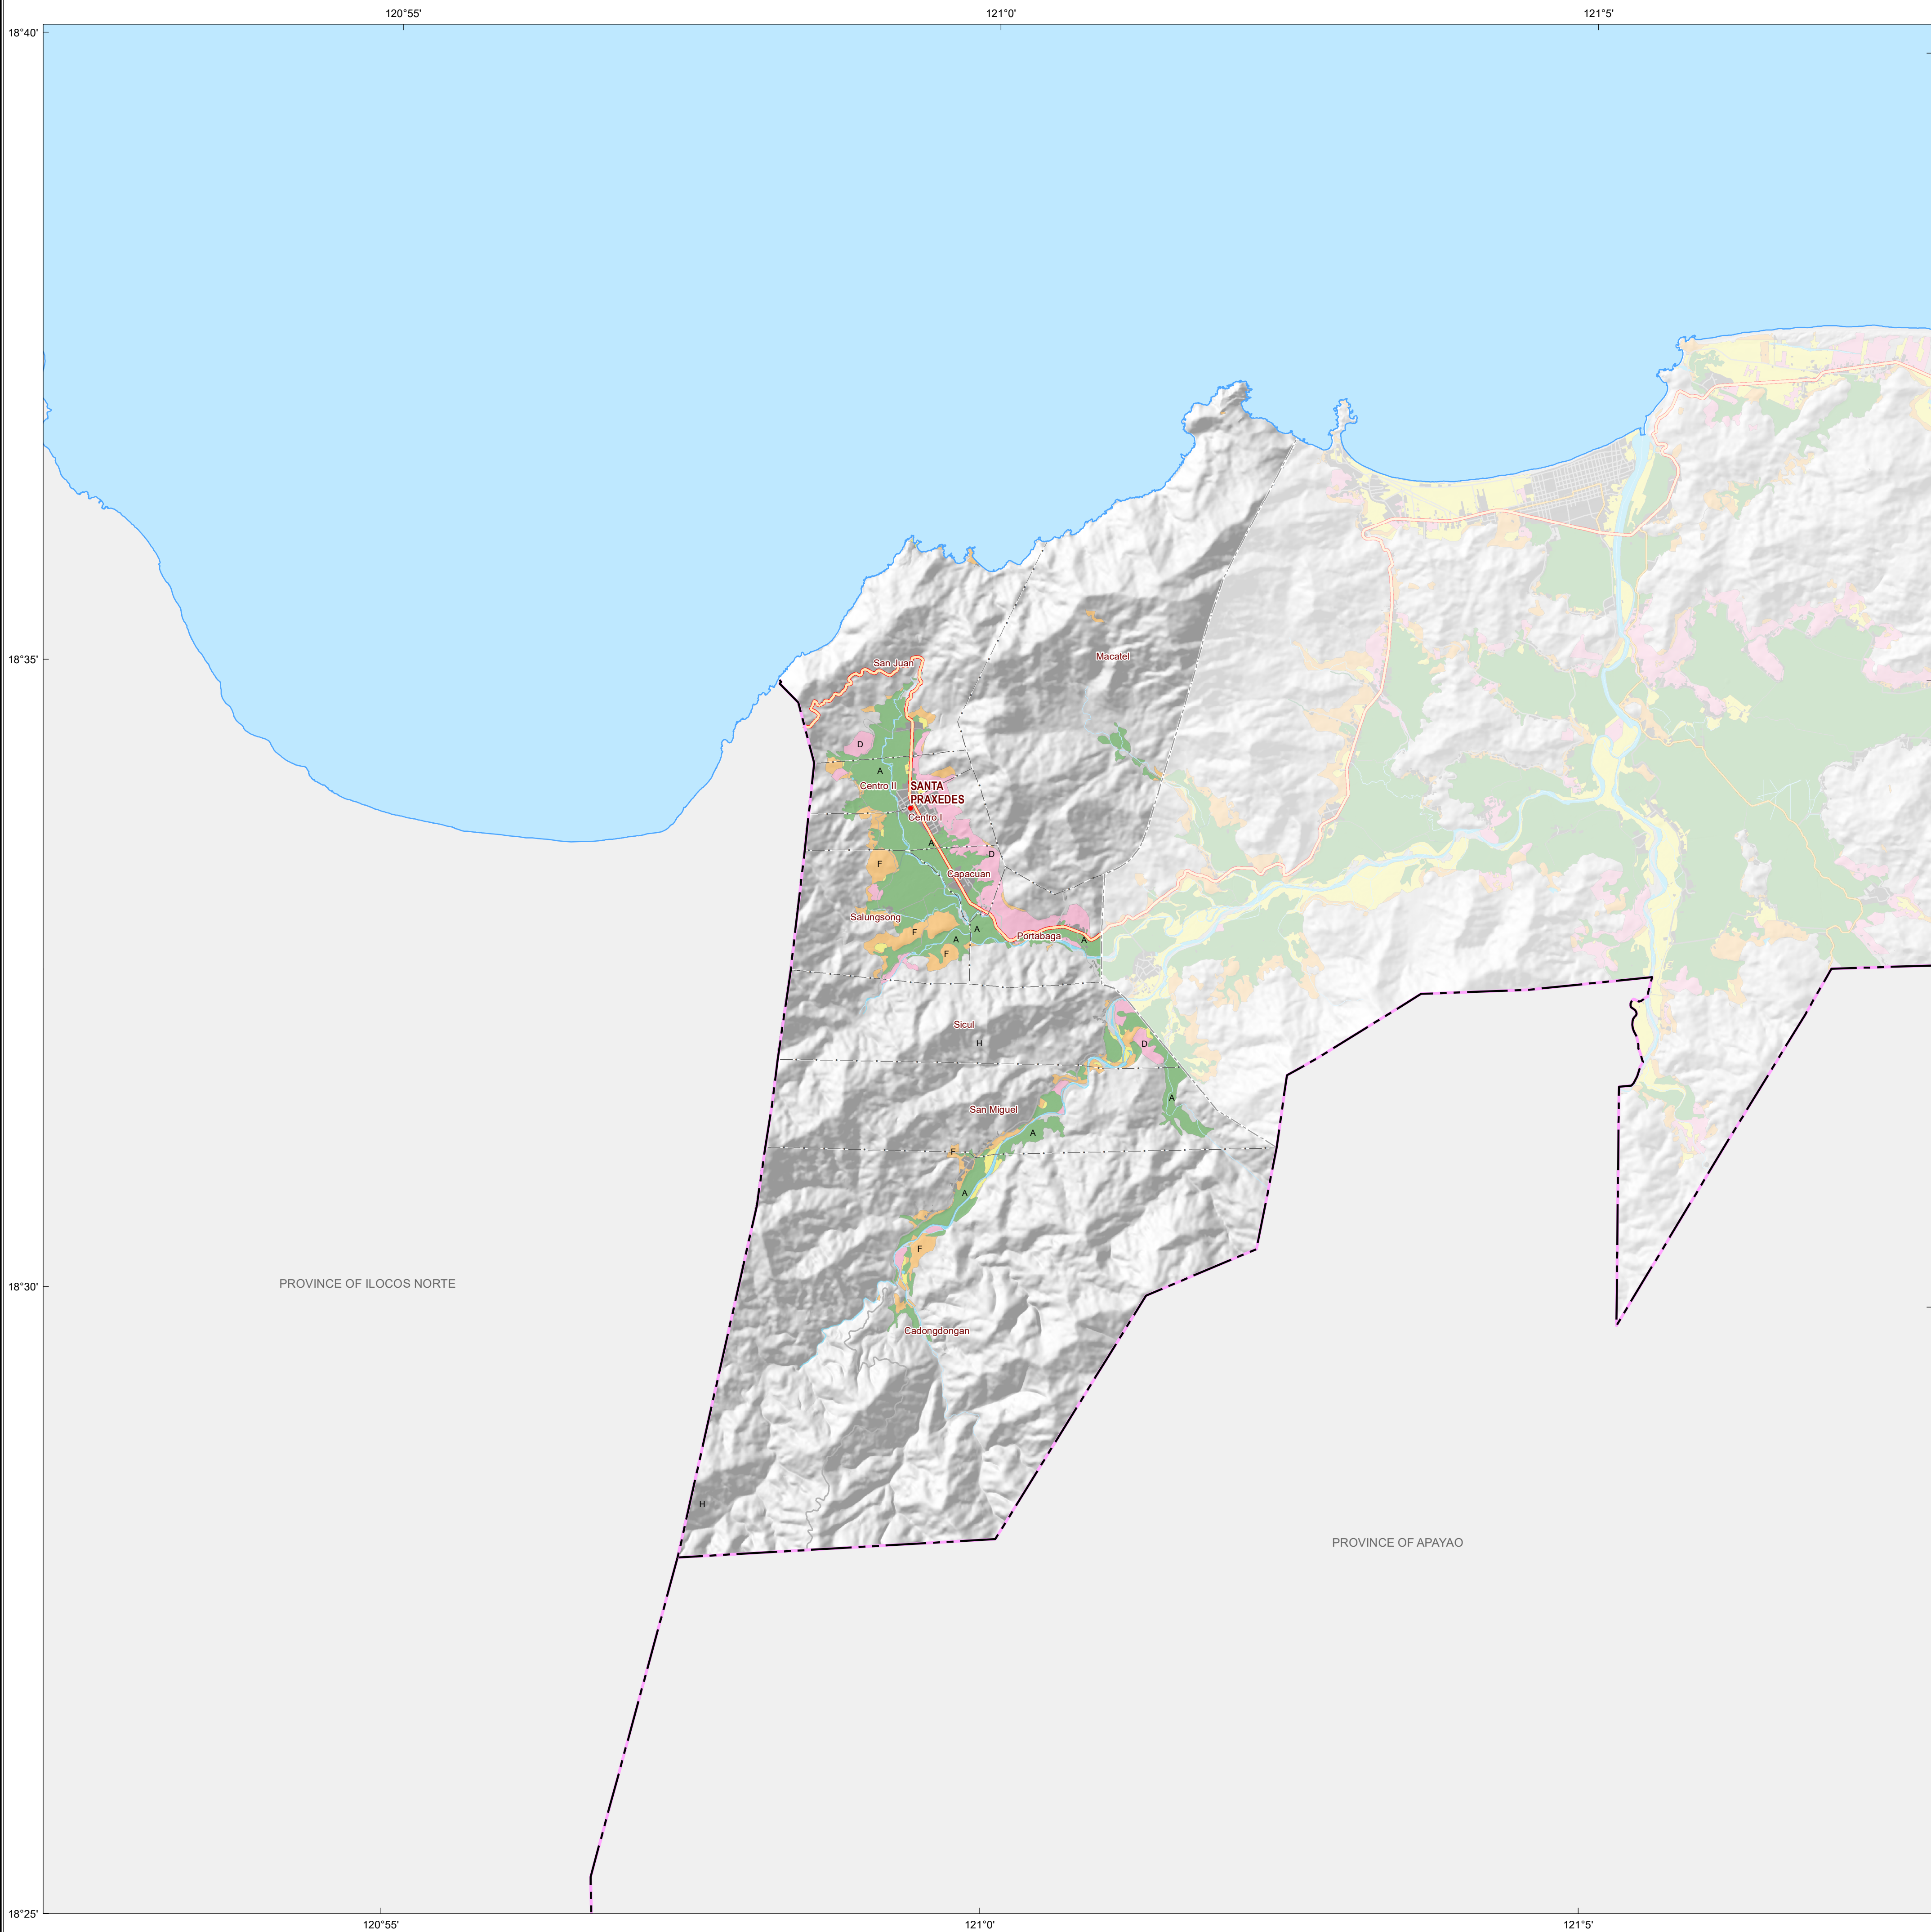 120°55' 121°0' 121°5'
18°40'
18°35'
San Juan
Macatel
D
A
Centro II
SANTA
PRAXEDES
Centro I
A
D
F
Capacuan
Salungsong
F
A
A
Portabaga
A
F
Sicul
H
D
A
San Miguel
A
F
A
F
18°30'
PROVINCE OF ILOCOS NORTE
Cadongdongan
H
PROVINCE OF APAYAO
18°25'
120°55' 121°0' 121°5'